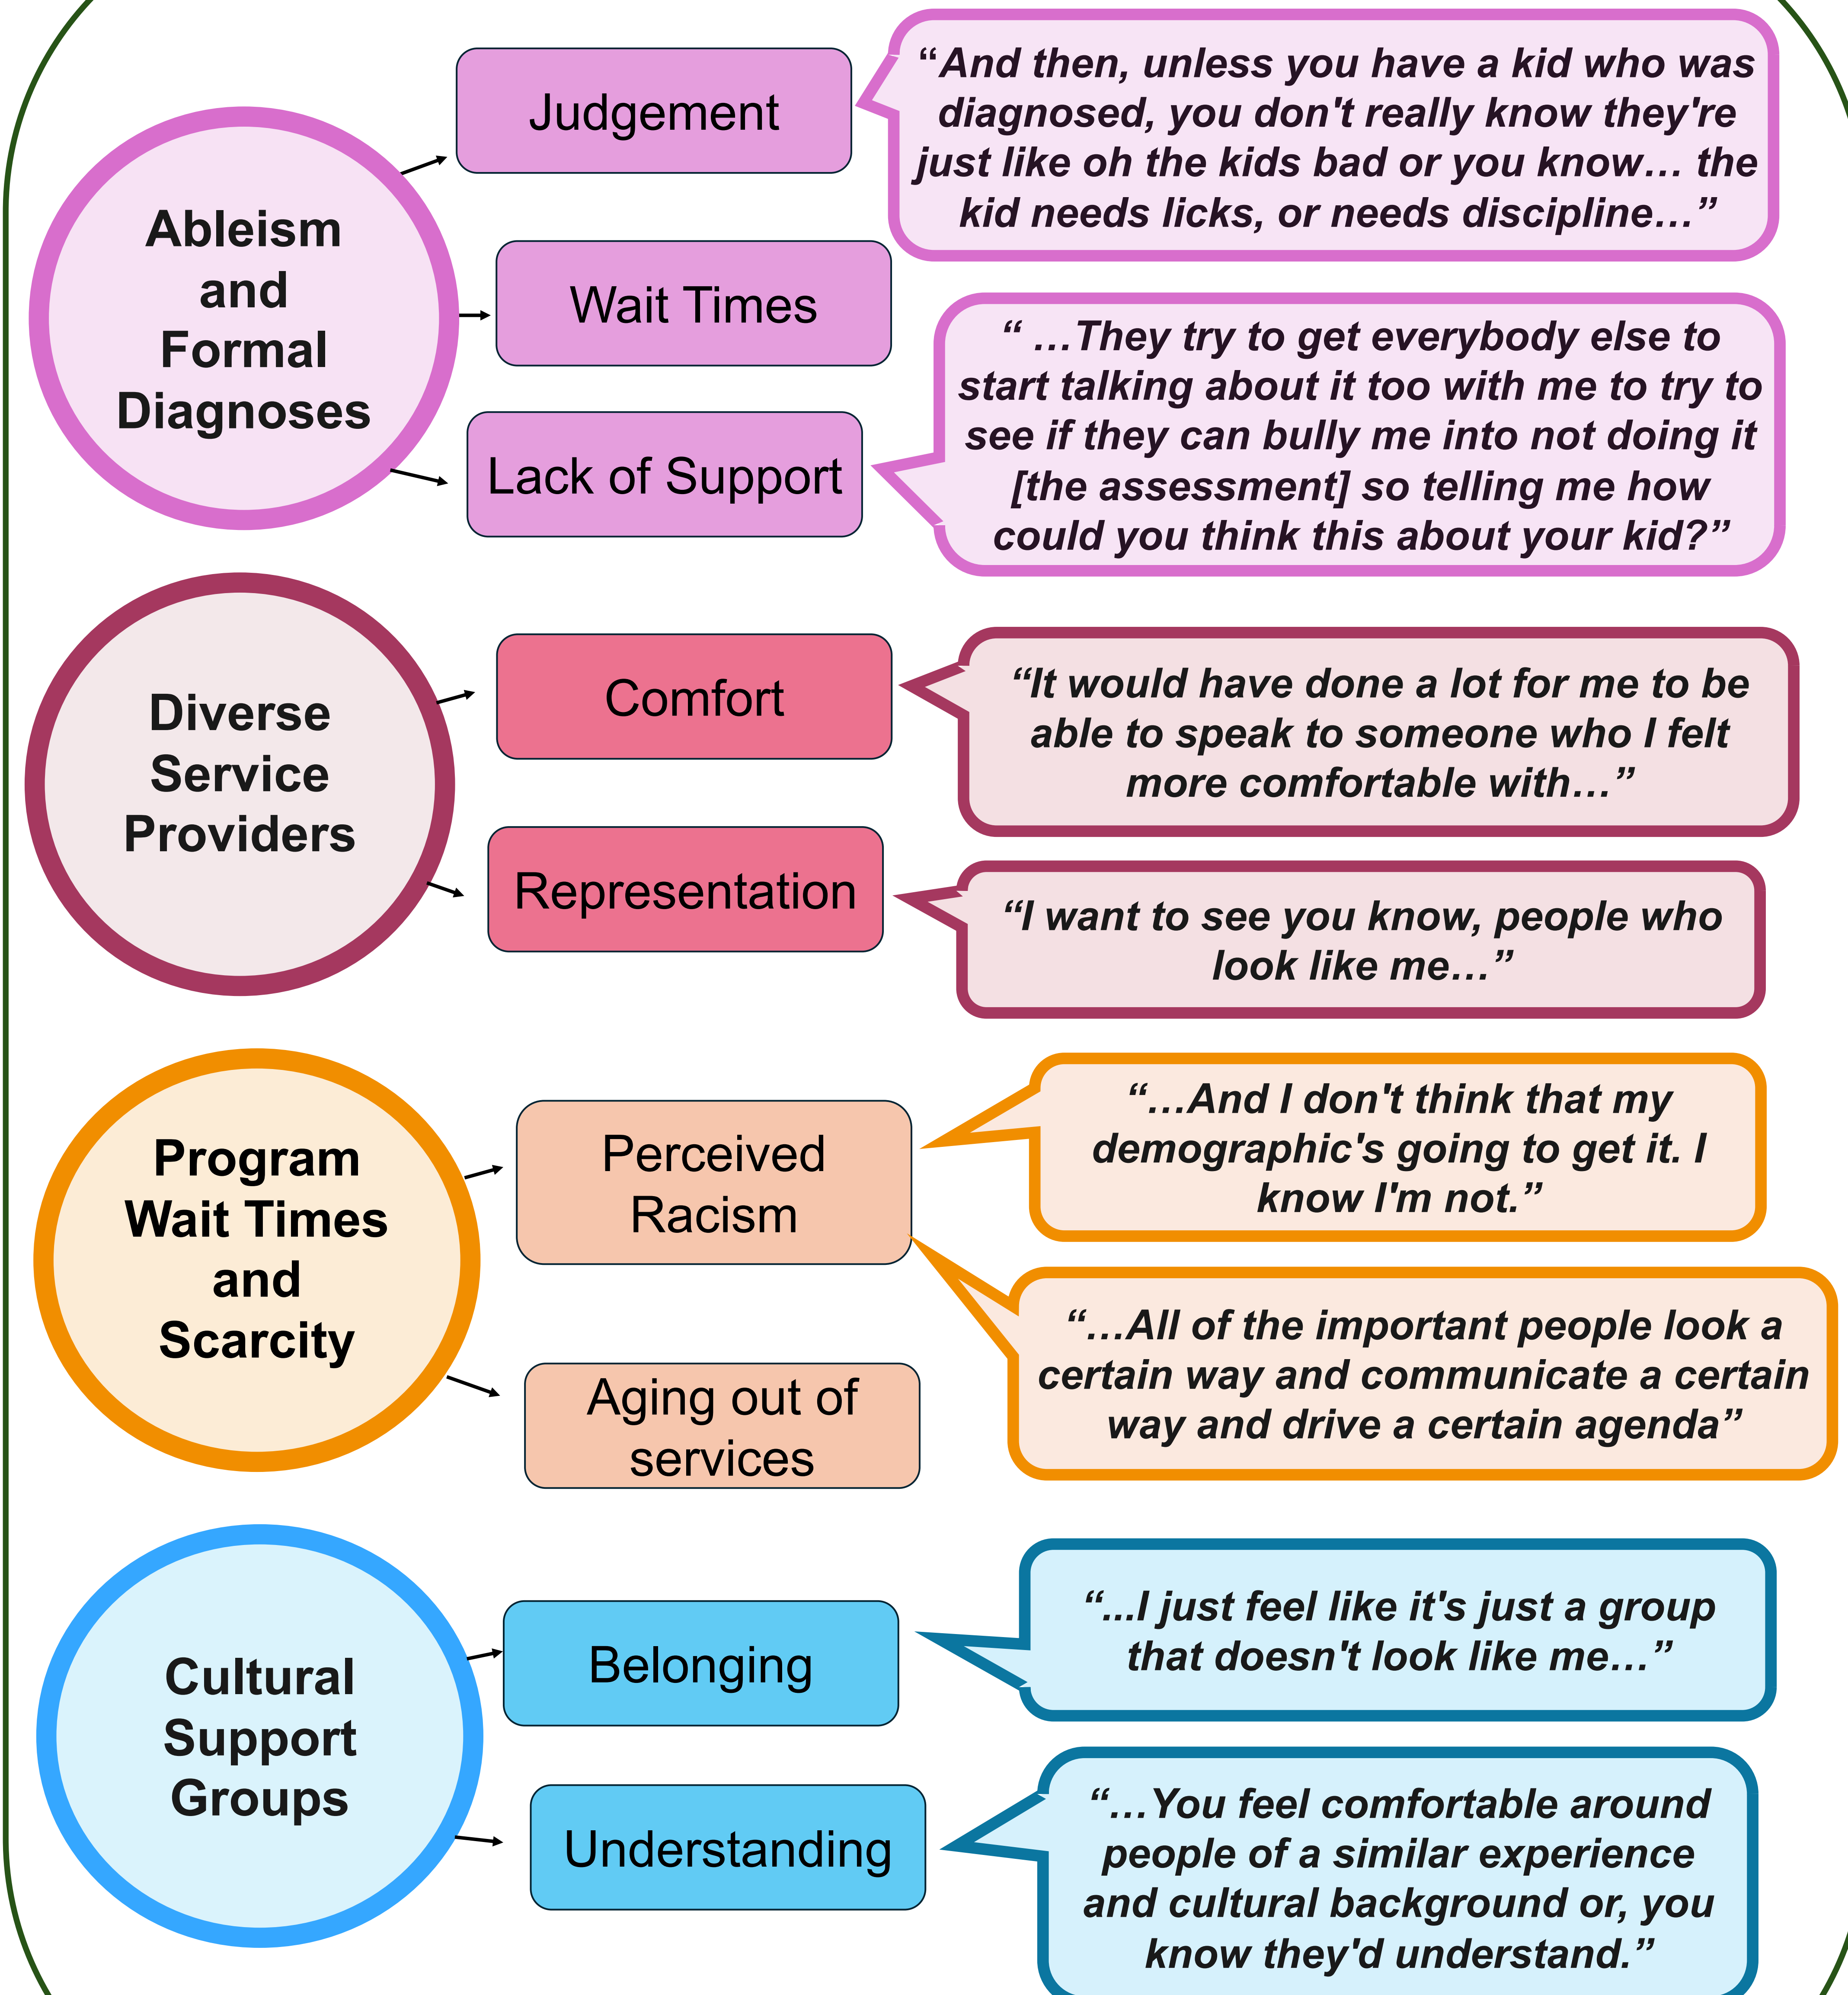 Ableism
and
Formal
Diagnoses
Judgement
“And then, unless you have a kid who was
diagnosed, you don't really know they're
just like oh the kids bad or you know… the
kid needs licks, or needs discipline…”
Wait Times
Lack of Support
“ …They try to get everybody else to
start talking about it too with me to try to
see if they can bully me into not doing it
[the assessment] so telling me how
could you think this about your kid?”
Diverse
Service
Providers
Comfort
“It would have done a lot for me to be
able to speak to someone who I felt
more comfortable with…”
Representation
“I want to see you know, people who
look like me…”
Program
Wait Times
and
Scarcity
Perceived
Racism
“…And I don't think that my
demographic's going to get it. I
know I'm not.”
“…All of the important people look a
certain way and communicate a certain
way and drive a certain agenda”
Aging out of
services
Cultural
Support
Groups
Belonging
“...I just feel like it's just a group
that doesn't look like me…”
Understanding
“…You feel comfortable around
people of a similar experience
and cultural background or, you
know they'd understand.”